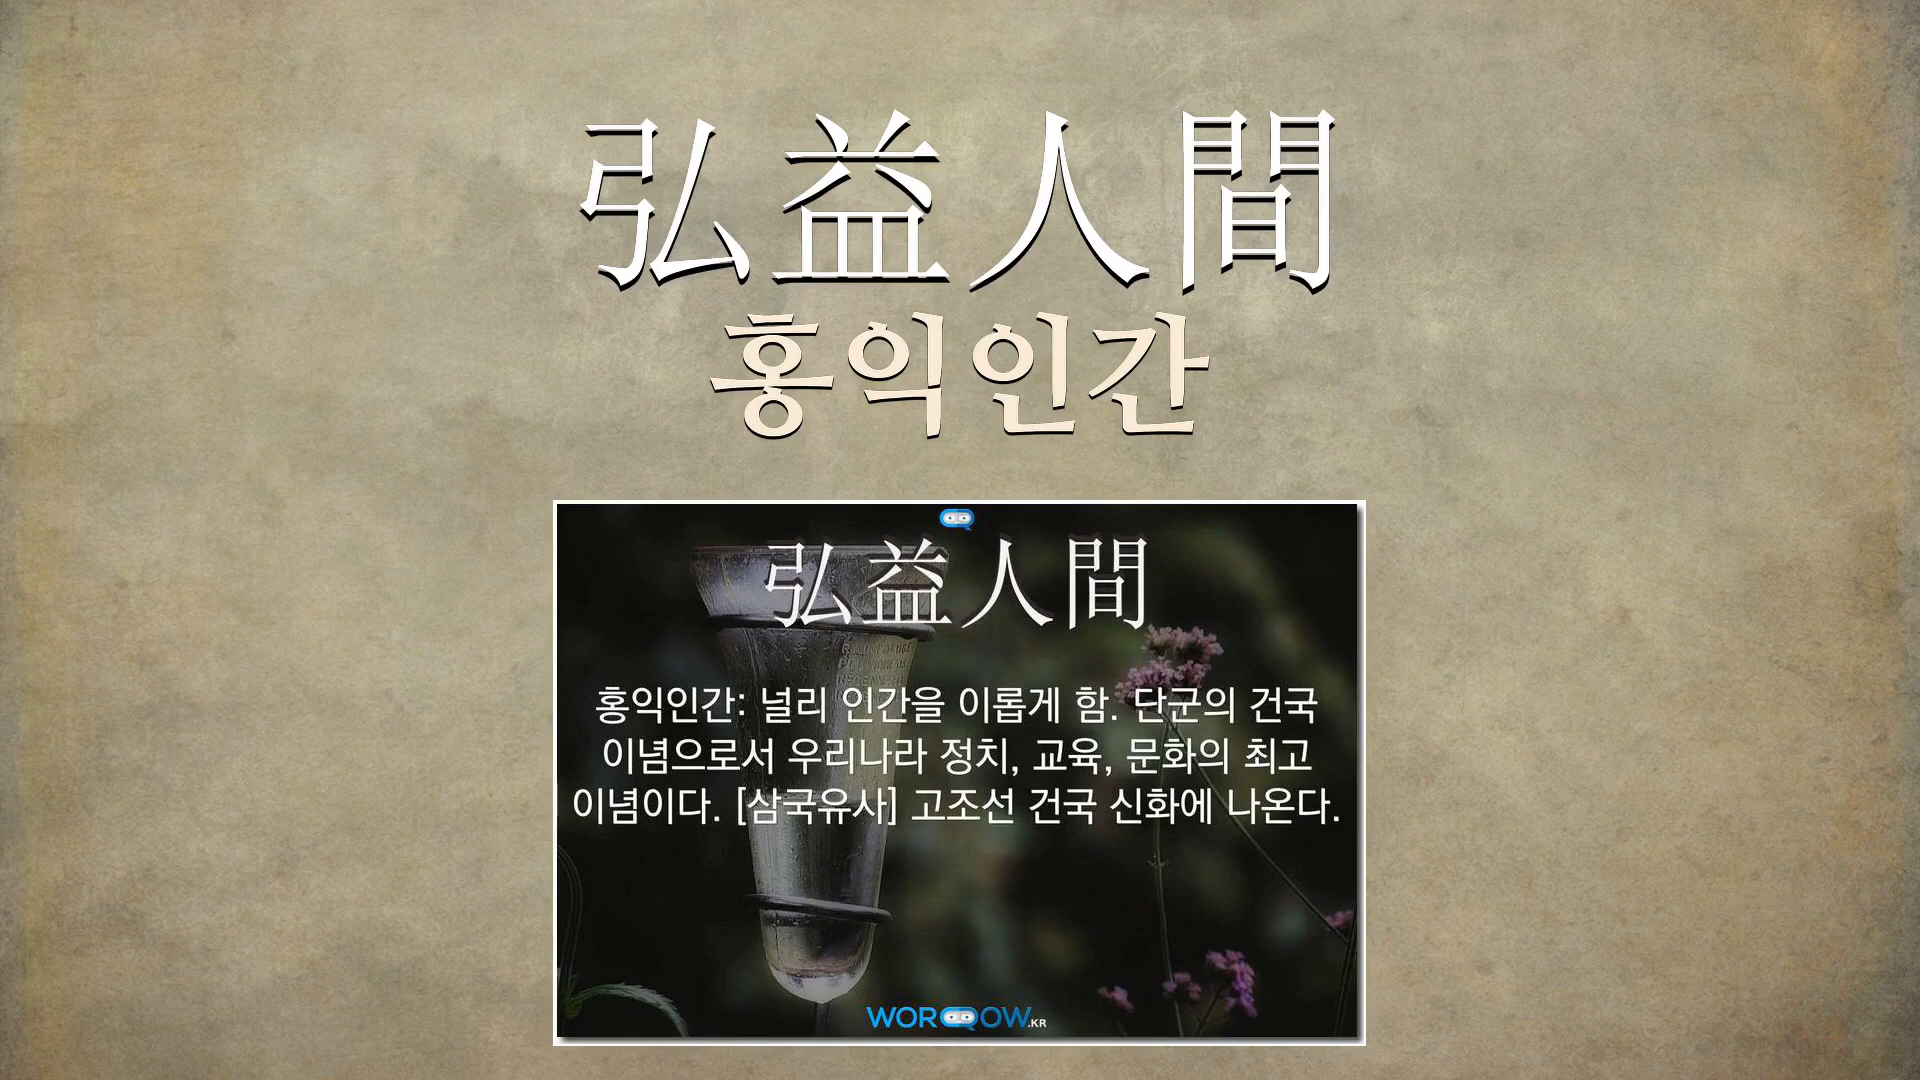 弘益人間
홍익인간
弘益人間
홍익인간: 널리 인간을 이롭게 함. 단군의 건국
이념으로서 우리나라 정치, 교육, 문화의 최고
이념이다. [삼국유사] 고조선 건국 신화에 나온다.
RAIN GAUGE
WORQQOW.KR